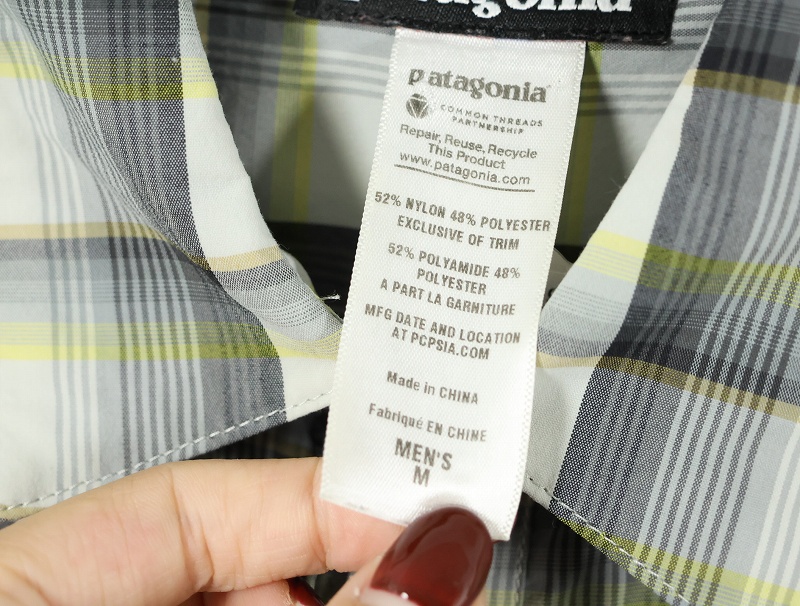 patagonia
patagonia
COMMON THREADS
PARTNERSHIP
Repair, Reuse, Recycle
This Product
www.patagonia.com
52% NYLON 48% POLYESTER
EXCLUSIVE OF TRIM
52% POLYAMIDE 48%
POLYESTER
A PART LA GARNITURE
MFG DATE AND LOCATION
AT PCPSIA.COM
Made in CHINA
Fabriqué EN CHINE
MEN'S
M